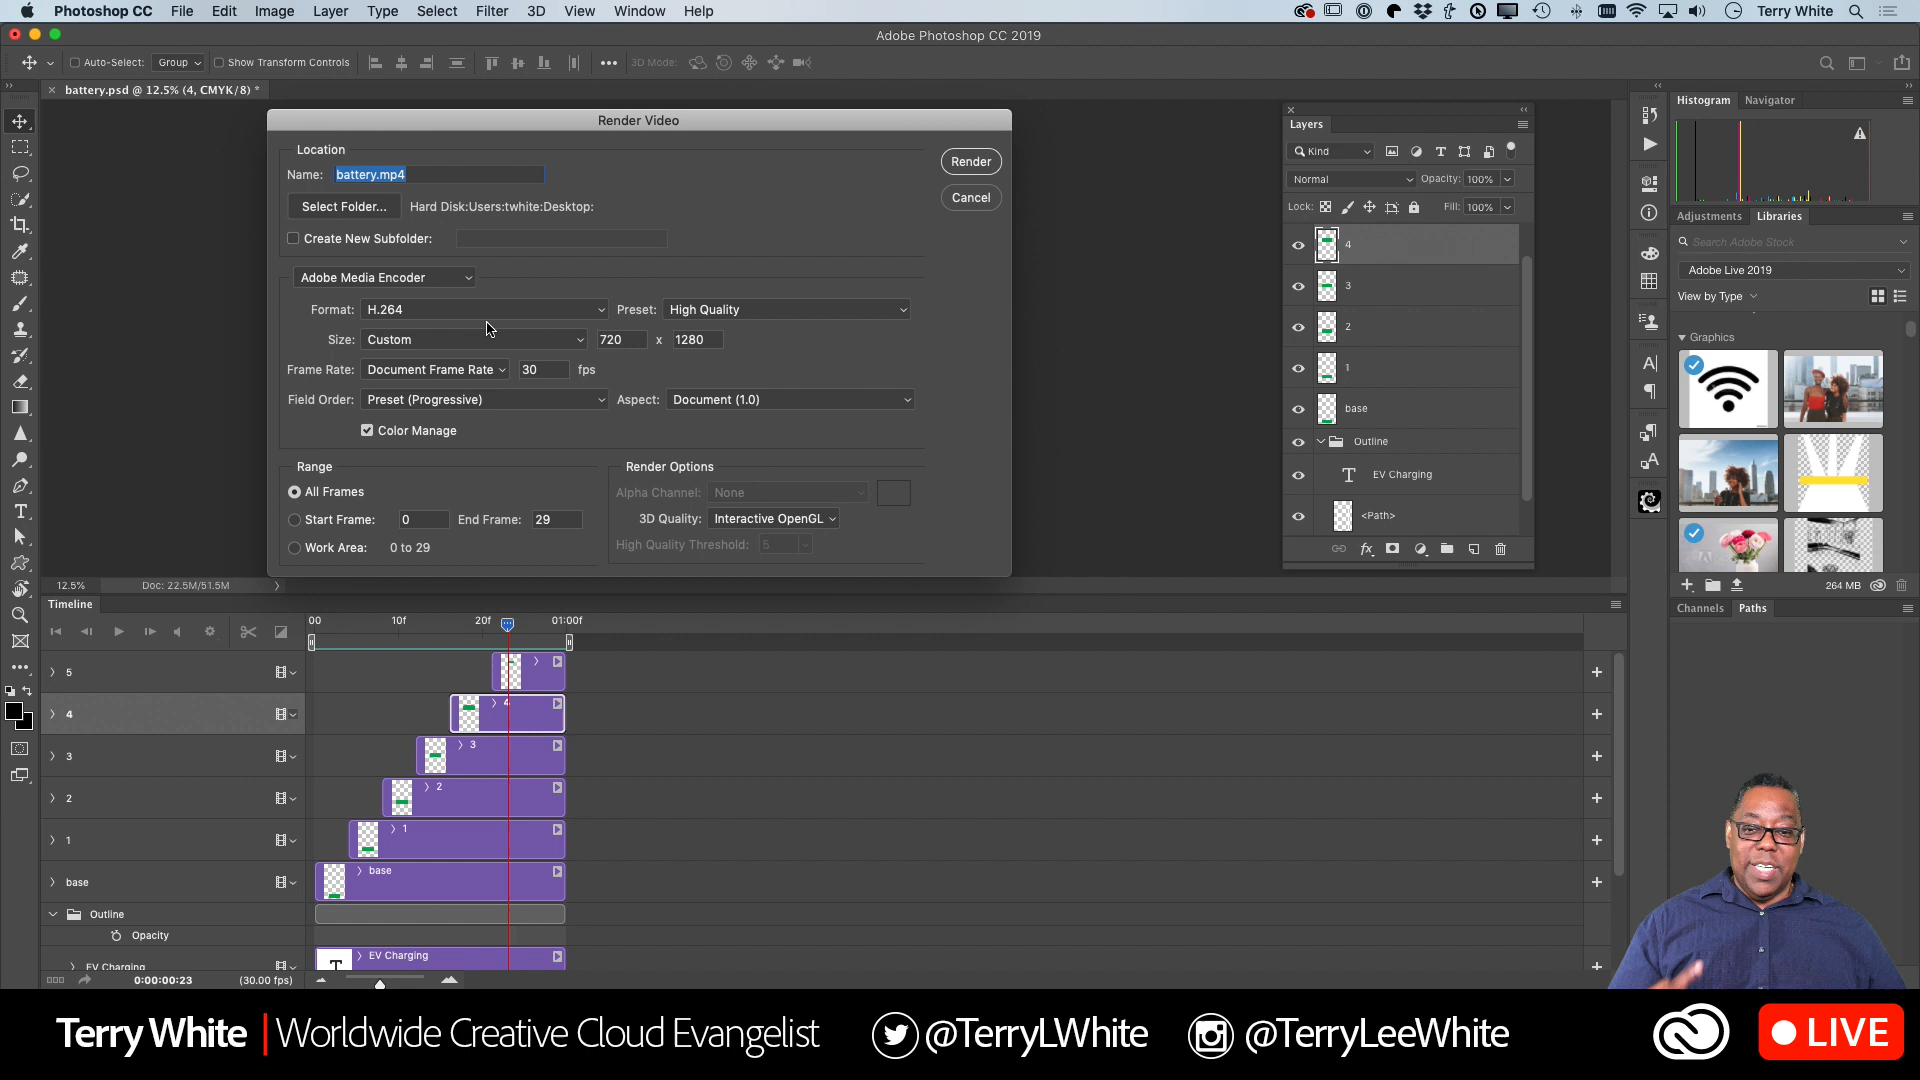 Photoshop CC File Edit Image Layer Type Select Filter 3D View Window Help
Terry White
Adobe Photoshop CC 2019
Auto-Select: Group Show Transform Controls 3D Mode:
battery.psd @ 12.5% (4, CMYK/8) *
Render Video
Location
Name: battery.mp4
Render
Select Folder... Hard Disk:Users:twhite:Desktop:
Cancel
Create New Subfolder:
Adobe Media Encoder
Format: H.264 Preset: High Quality
Size: Custom 720 x 1280
Frame Rate: Document Frame Rate 30 fps
Field Order: Preset (Progressive) Aspect: Document (1.0)
Color Manage
Range
All Frames
Start Frame: 0 End Frame: 29
Work Area: 0 to 29
Render Options
Alpha Channel: None
3D Quality: Interactive OpenGL
High Quality Threshold: 5
12.5% Doc: 22.5M/51.5M
Layers
Kind
Normal Opacity: 100%
Lock: Fill: 100%
4
3
2
1
base
Outline
T EV Charging
<Path>
fx
Histogram Navigator
Adjustments Libraries
Search Adobe Stock
Adobe Live 2019
View by Type
Graphics
264 MB
Channels Paths
Timeline
00 10f 20f 01:00f
5
4 4
3 3
2 2
1 1
base base
Outline
Opacity
EV Charging T EV Charging
0:00:00:23 (30.00 fps)
Terry White | Worldwide Creative Cloud Evangelist @TerryLWhite @TerryLeeWhite LIVE